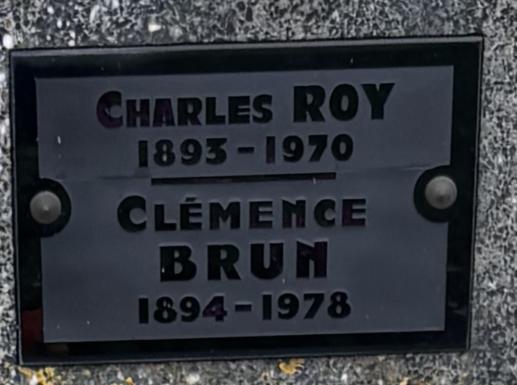 CHARLES ROY
1893-1970
CLÉMENCE
BRUN
1894-1978